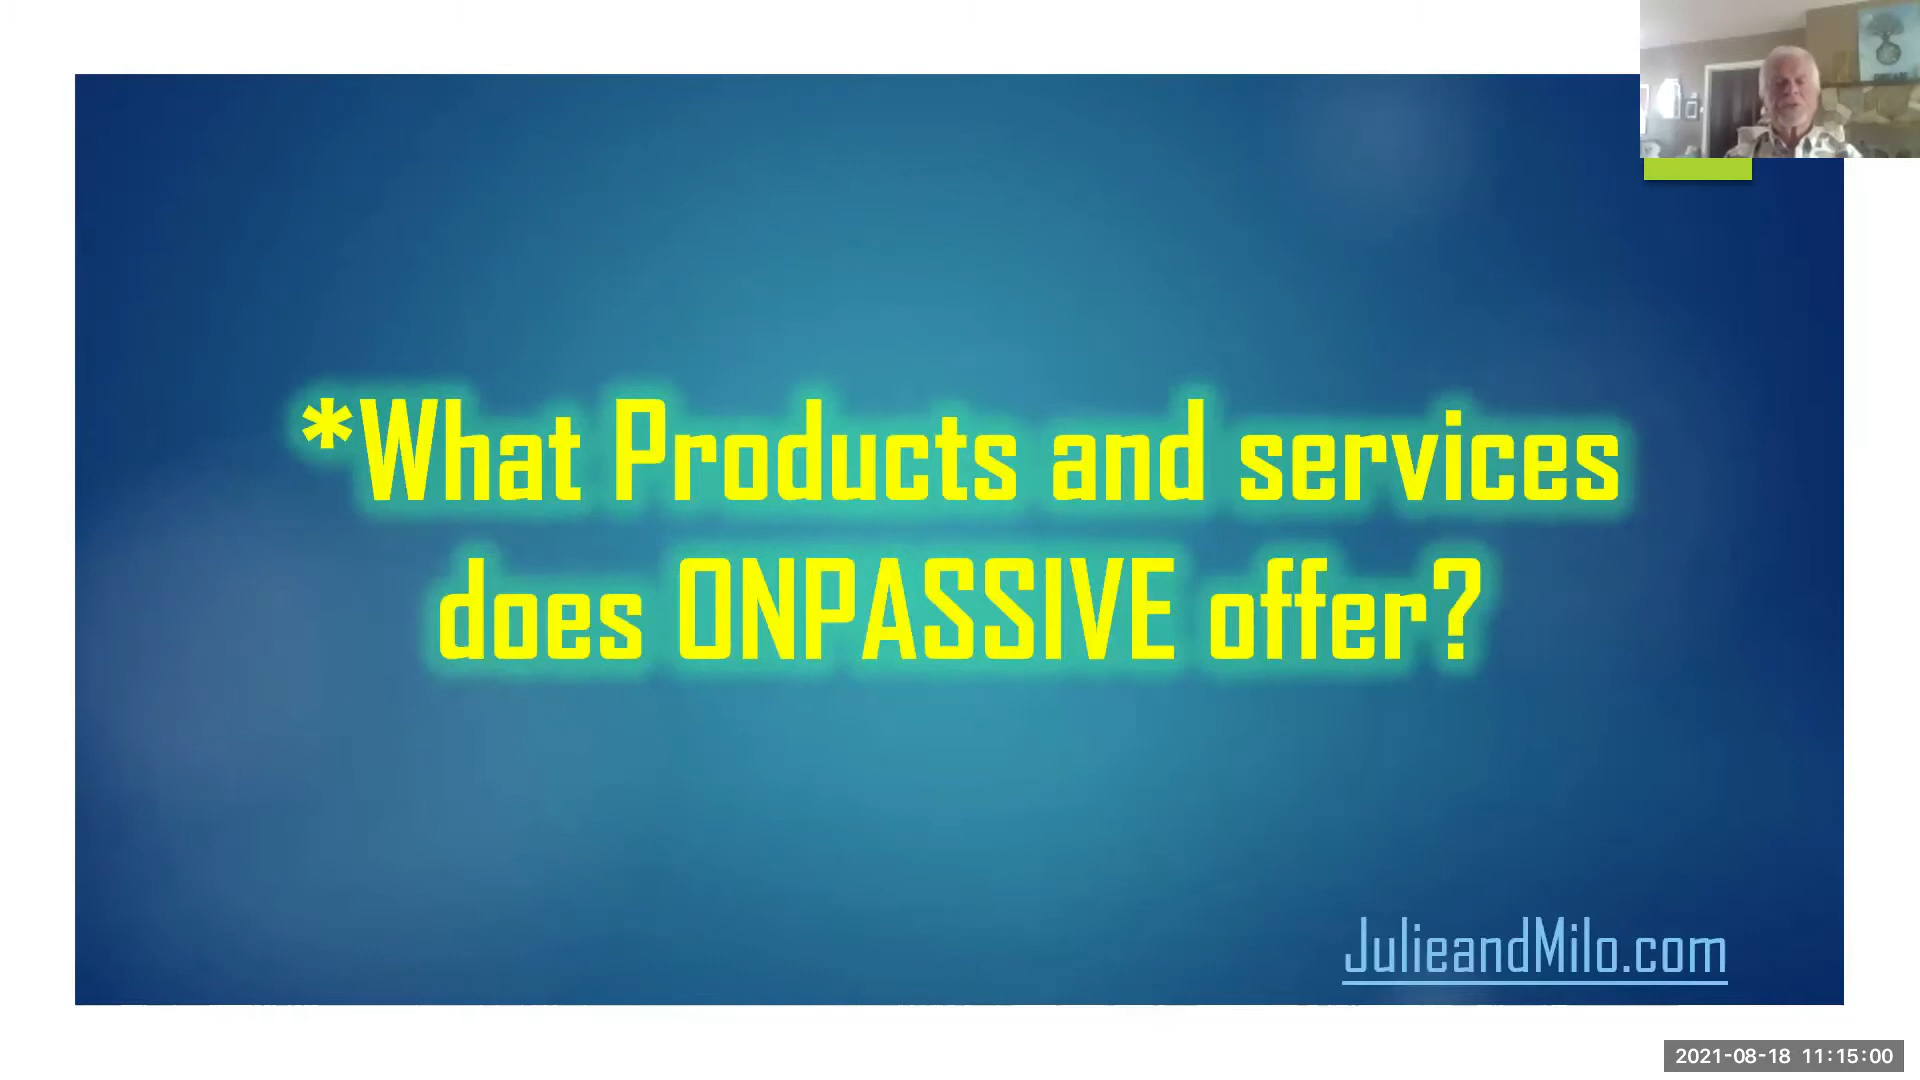 *What Products and services
does ONPASSIVE offer?
JulieandMilo.com
2021-08-18 11:15:00